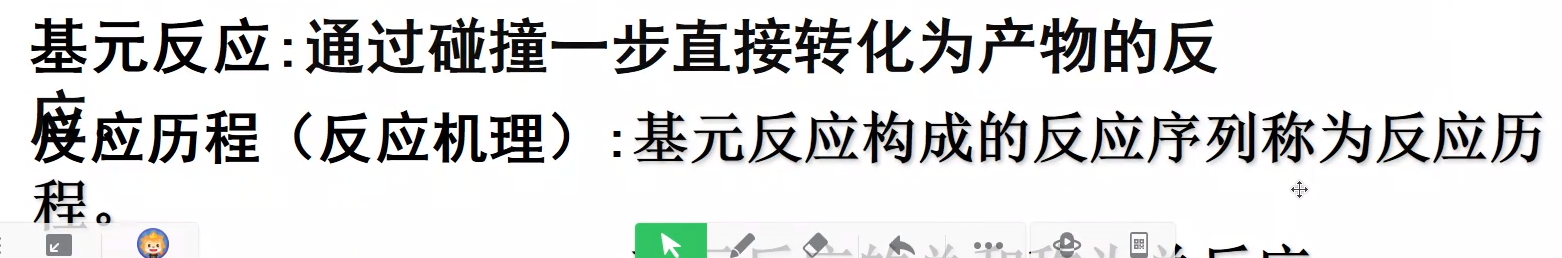 基元反应:通过碰撞一步直接转化为产物的反
应。
反应历程（反应机理）:基元反应构成的反应序列称为反应历
程。